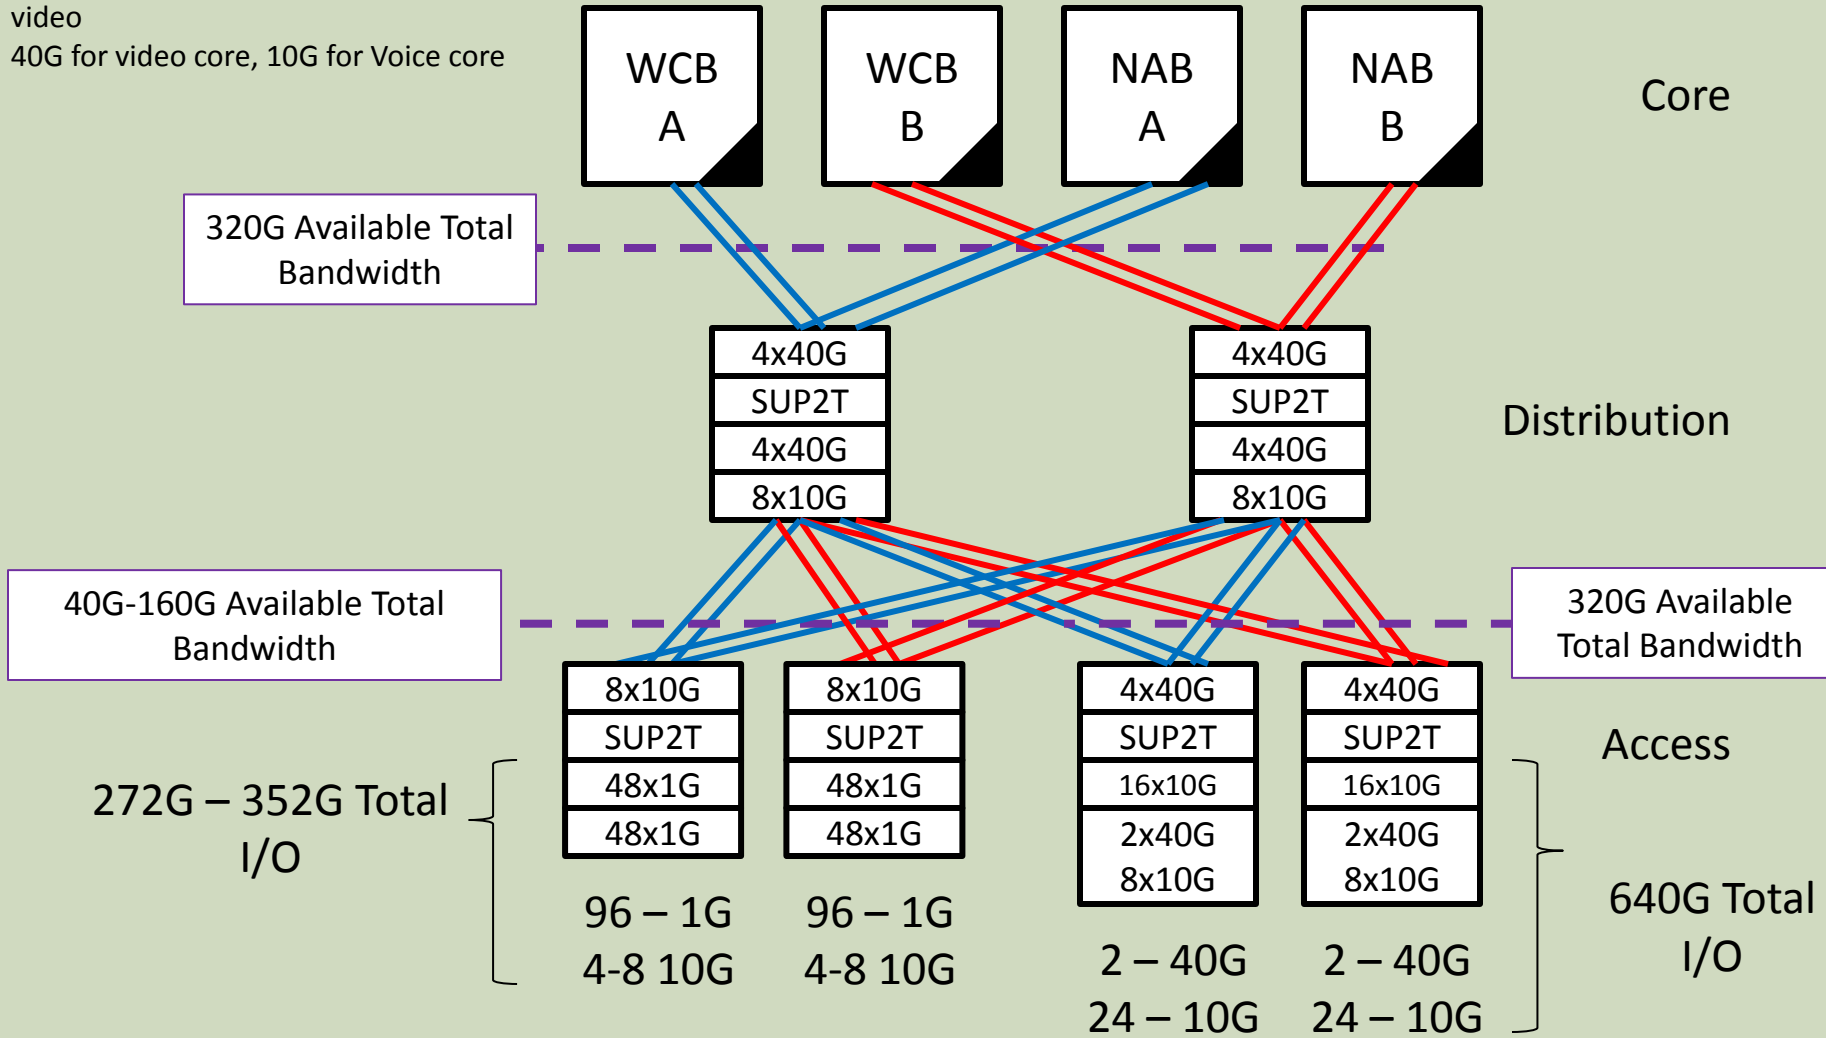 video
40G for video core, 10G for Voice core
WCB
A
WCB
B
NAB
A
NAB
B
Core
320G Available Total
Bandwidth
4x40G
SUP2T
4x40G
8x10G
4x40G
SUP2T
4x40G
8x10G
Distribution
40G-160G Available Total
Bandwidth
320G Available
Total Bandwidth
8x10G
SUP2T
48x1G
48x1G
8x10G
SUP2T
48x1G
48x1G
4x40G
SUP2T
16x10G
2x40G
8x10G
4x40G
SUP2T
16x10G
2x40G
8x10G
Access
272G – 352G Total
I/O
96 – 1G
4-8 10G
96 – 1G
4-8 10G
2 – 40G
24 – 10G
2 – 40G
24 – 10G
640G Total
I/O